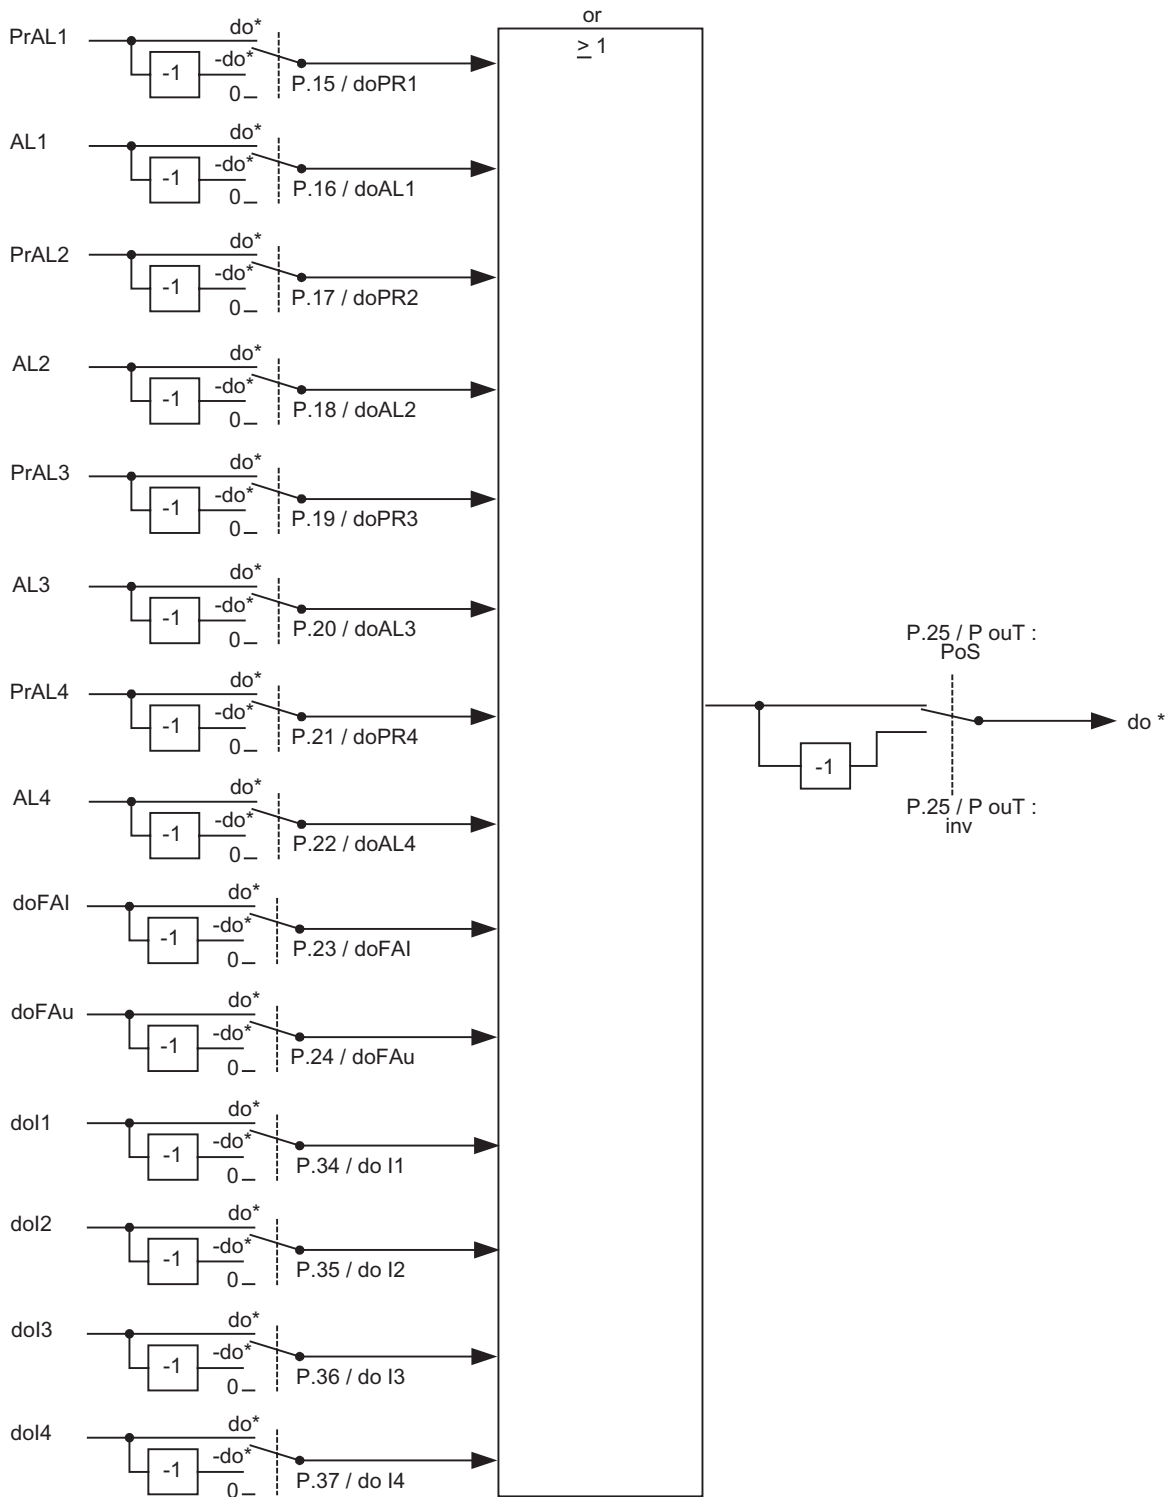 or
≥ 1
PrAL1
do*
-1
-do*
0
P.15 / doPR1
AL1
do*
-1
-do*
0
P.16 / doAL1
PrAL2
do*
-1
-do*
0
P.17 / doPR2
AL2
do*
-1
-do*
0
P.18 / doAL2
PrAL3
do*
-1
-do*
0
P.19 / doPR3
AL3
do*
-1
-do*
0
P.20 / doAL3
PrAL4
do*
-1
-do*
0
P.21 / doPR4
AL4
do*
-1
-do*
0
P.22 / doAL4
doFAI
do*
-1
-do*
0
P.23 / doFAI
doFAu
do*
-1
-do*
0
P.24 / doFAu
doI1
do*
-1
-do*
0
P.34 / do I1
doI2
do*
-1
-do*
0
P.35 / do I2
doI3
do*
-1
-do*
0
P.36 / do I3
doI4
do*
-1
-do*
0
P.37 / do I4
P.25 / P ouT :
PoS
-1
do *
P.25 / P ouT :
inv